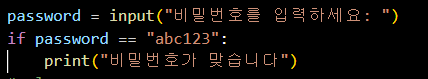 password = input("비밀번호를 입력하세요: ")
if password == "abc123":
    print("비밀번호가 맞습니다")